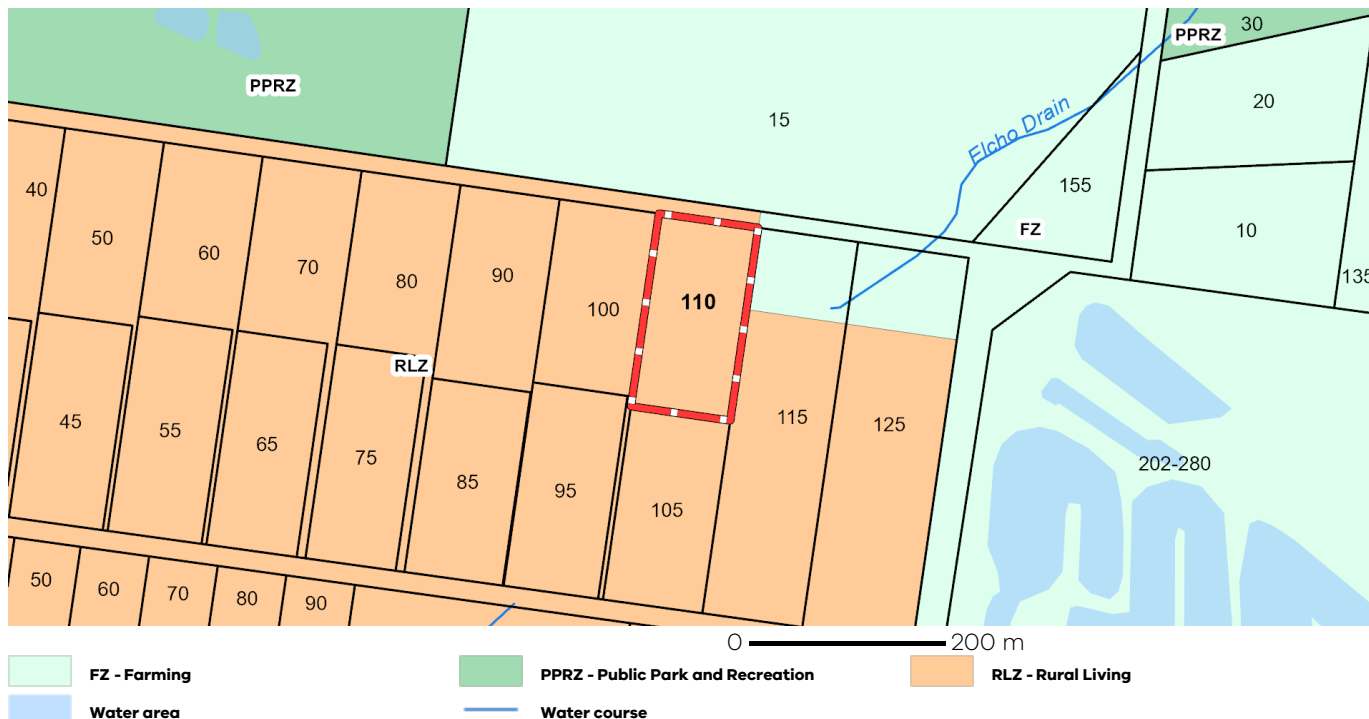 30
PPRZ
PPRZ
20
15
Elcho Drain
155
40
50
60
70
80
90
100
110
FZ
10
135
RLZ
45
55
65
75
85
95
105
115
125
202-280
50
60
70
80
90
0 200 m
FZ - Farming
PPRZ - Public Park and Recreation
RLZ - Rural Living
Water area
Water course